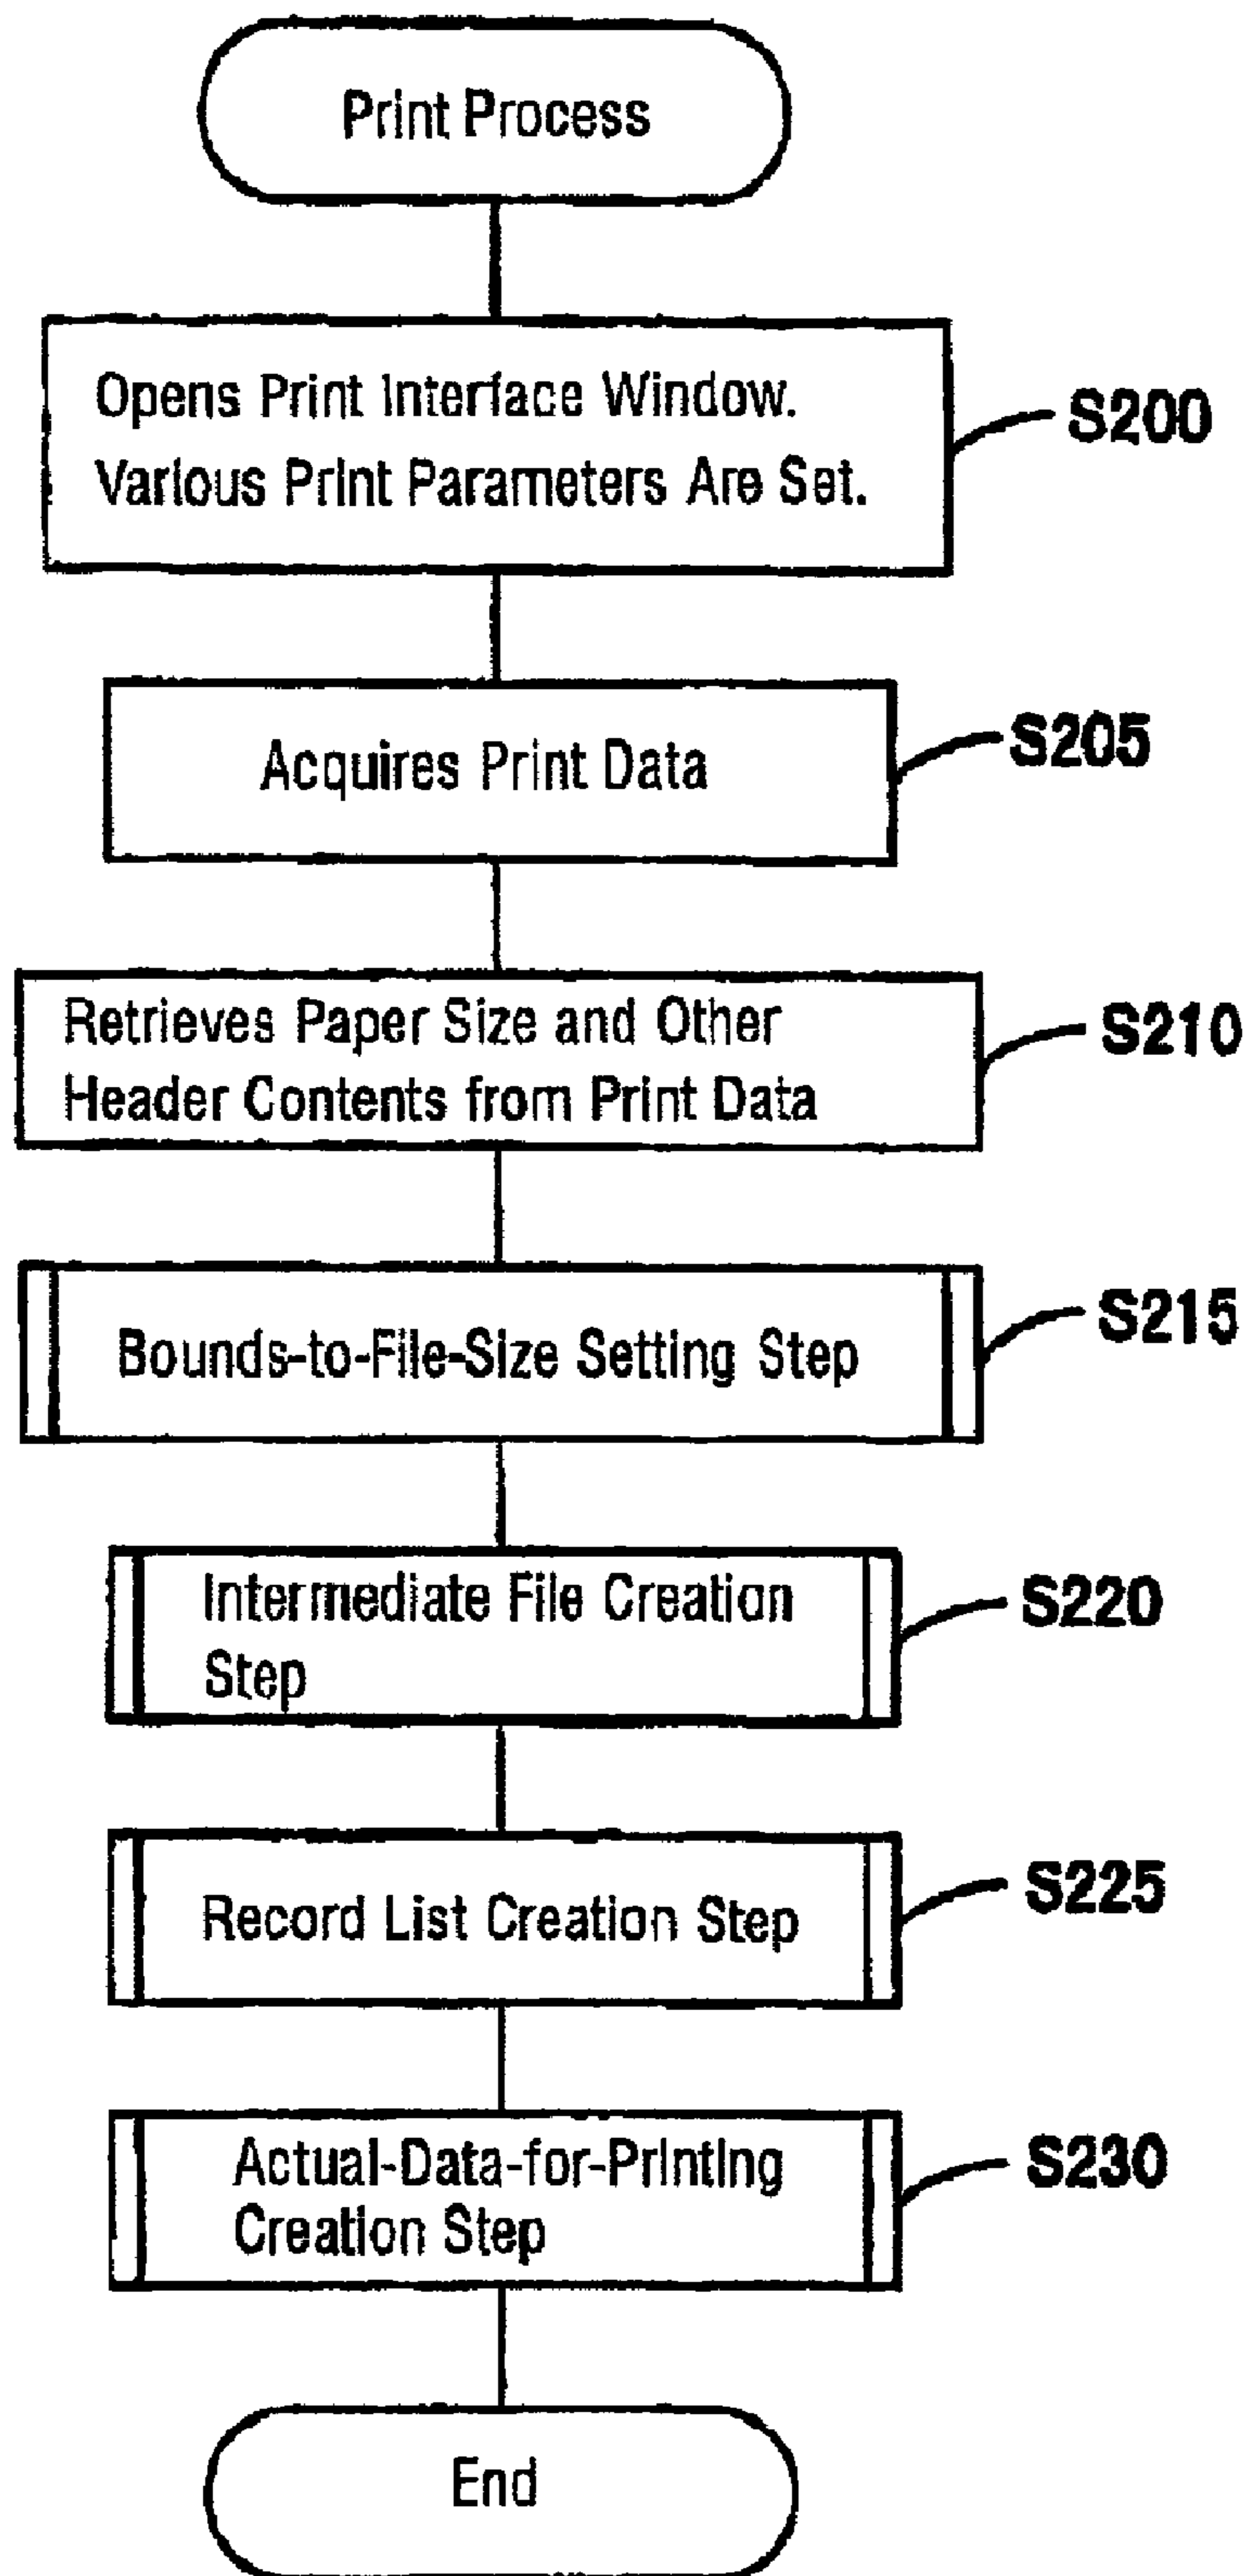 Print Process
Opens Print Interface Window.
Various Print Parameters Are Set.
S200
Acquires Print Data
S205
Retrieves Paper Size and Other
Header Contents from Print Data
S210
Bounds-to-File-Size Setting Step
S215
Intermediate File Creation
Step
S220
Record List Creation Step
S225
Actual-Data-for-Printing
Creation Step
S230
End